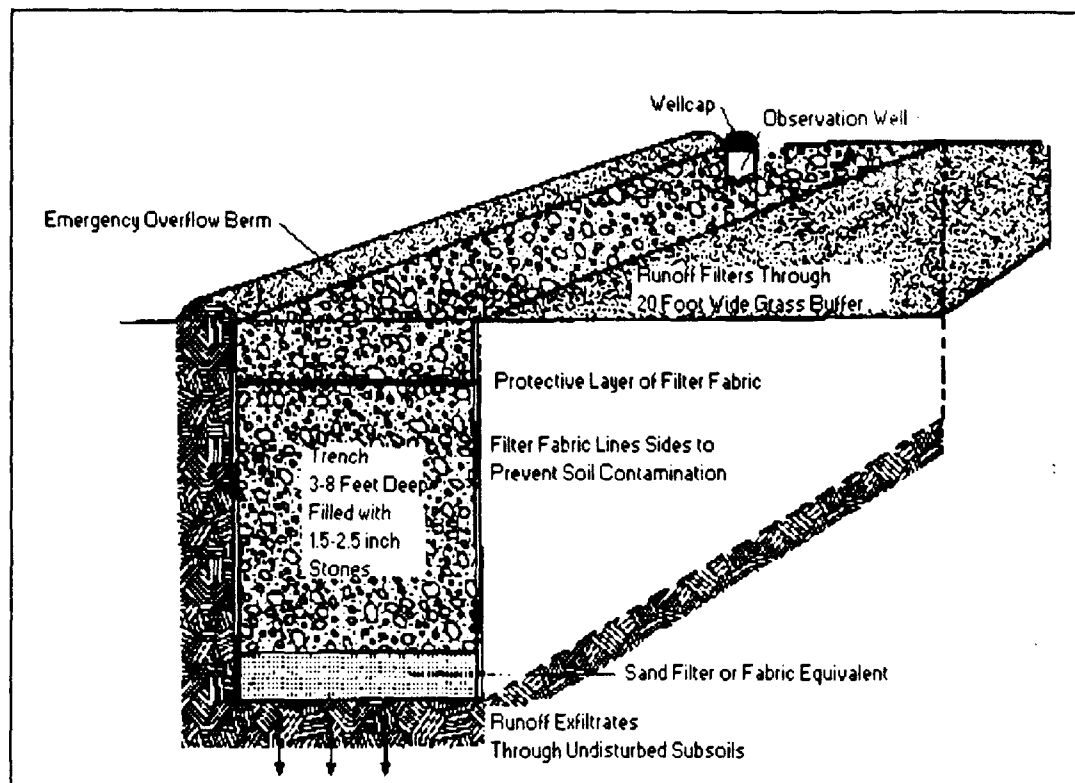 Wellcap
Observation Well
Emergency Overflow Berm
Runoff Filters Through
20 Foot Wide Grass Buffer
Protective Layer of Filter Fabric
Filter Fabric Lines Sides to
Prevent Soil Contamination
Trench
3-8 Feet Deep
Filled with
1.5-2.5 inch
Stones
Sand Filter or Fabric Equivalent
Runoff Exfiltrates
Through Undisturbed Subsoils